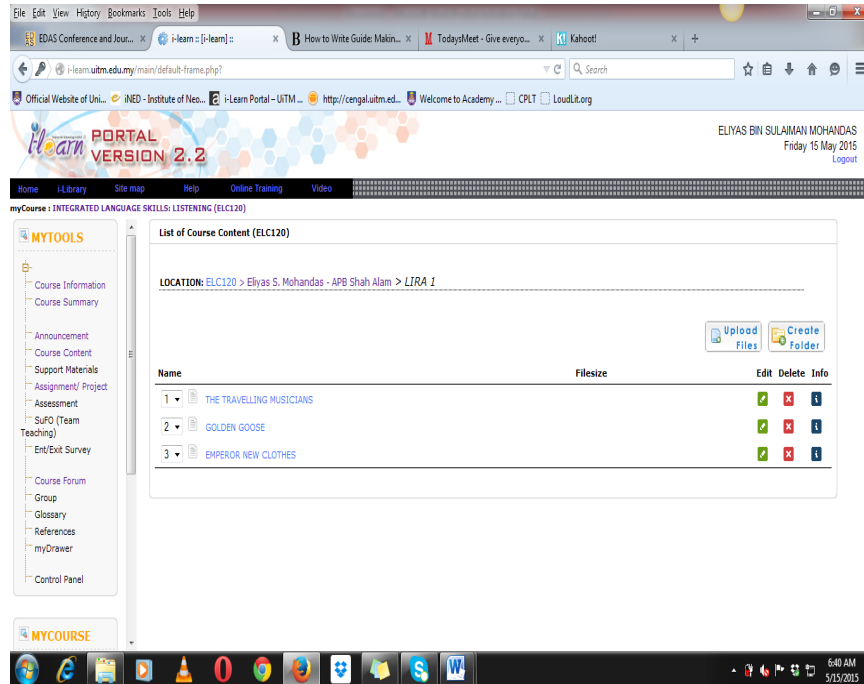 File Edit View History Bookmarks Tools Help
EDAS Conference and Jour... × i-learn :: [i-learn] :: × B How to Write Guide: Makin... × TodaysMeet - Give everyo... × K! Kahoot! × +
i-learn.uitm.edu.my/main/default-frame.php? Search
Official Website of Uni... iNED - Institute of Neo... i-Learn Portal – UiTM ... http://cengal.uitm.ed... Welcome to Academy ... CPLT LoudLit.org
i-learn PORTAL
VERSION 2.2
ELIYAS BIN SULAIMAN MOHANDAS
Friday 15 May 2015
Logout
Home i-Library Site map Help Online Training Video
myCourse : INTEGRATED LANGUAGE SKILLS: LISTENING (ELC120)
MYTOOLS
Course Information
Course Summary
Announcement
Course Content
Support Materials
Assignment/ Project
Assessment
SuFO (Team
Teaching)
Ent/Exit Survey
Course Forum
Group
Glossary
References
myDrawer
Control Panel
MYCOURSE
List of Course Content (ELC120)
LOCATION: ELC120 > Eliyas S. Mohandas - APB Shah Alam > LIRA 1
Upload
Files
Create
Folder
Name Filesize Edit Delete Info
1 THE TRAVELLING MUSICIANS
2 GOLDEN GOOSE
3 EMPEROR NEW CLOTHES
6:40 AM
5/15/2015